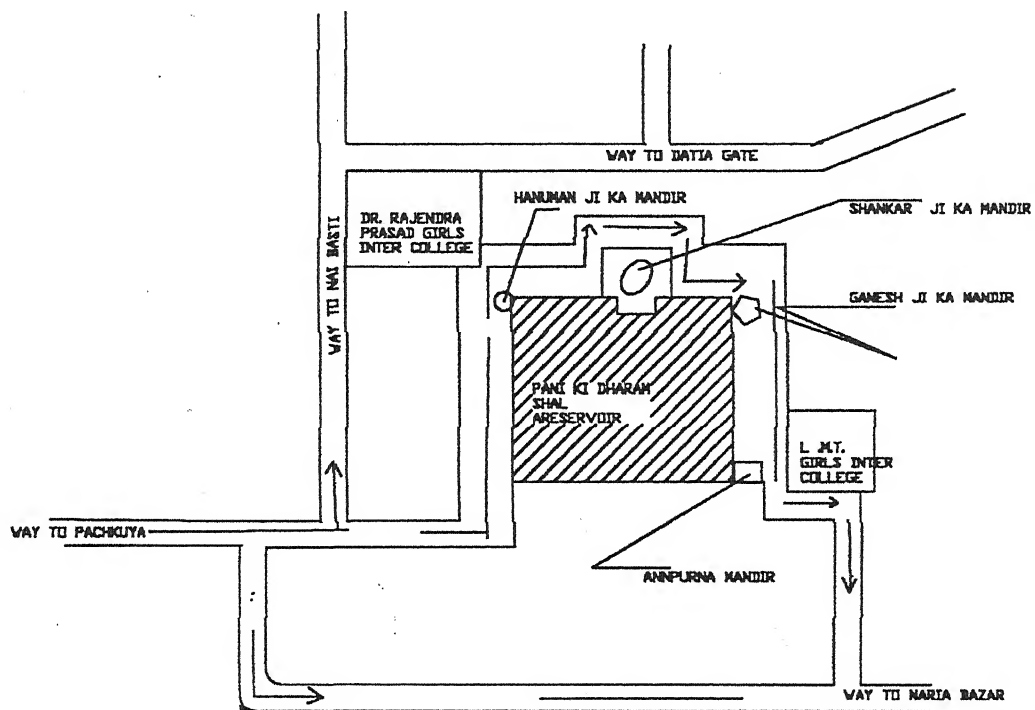 WAY TO DATIA GATE
HANUMAN JI KA MANDIR
SHANKAR JI KA MANDIR
DR. RAJENDRA
PRASAD GIRLS
INTER COLLEGE
WAY TO NAI BASTI
GANESH JI KA MANDIR
PANI KI DHARAM
SHAL
ARESERVOIR
L .M.T.
GIRLS INTER
COLLEGE
WAY TO PACHKUYA
ANNPURNA MANDIR
WAY TO NARIA BAZAR